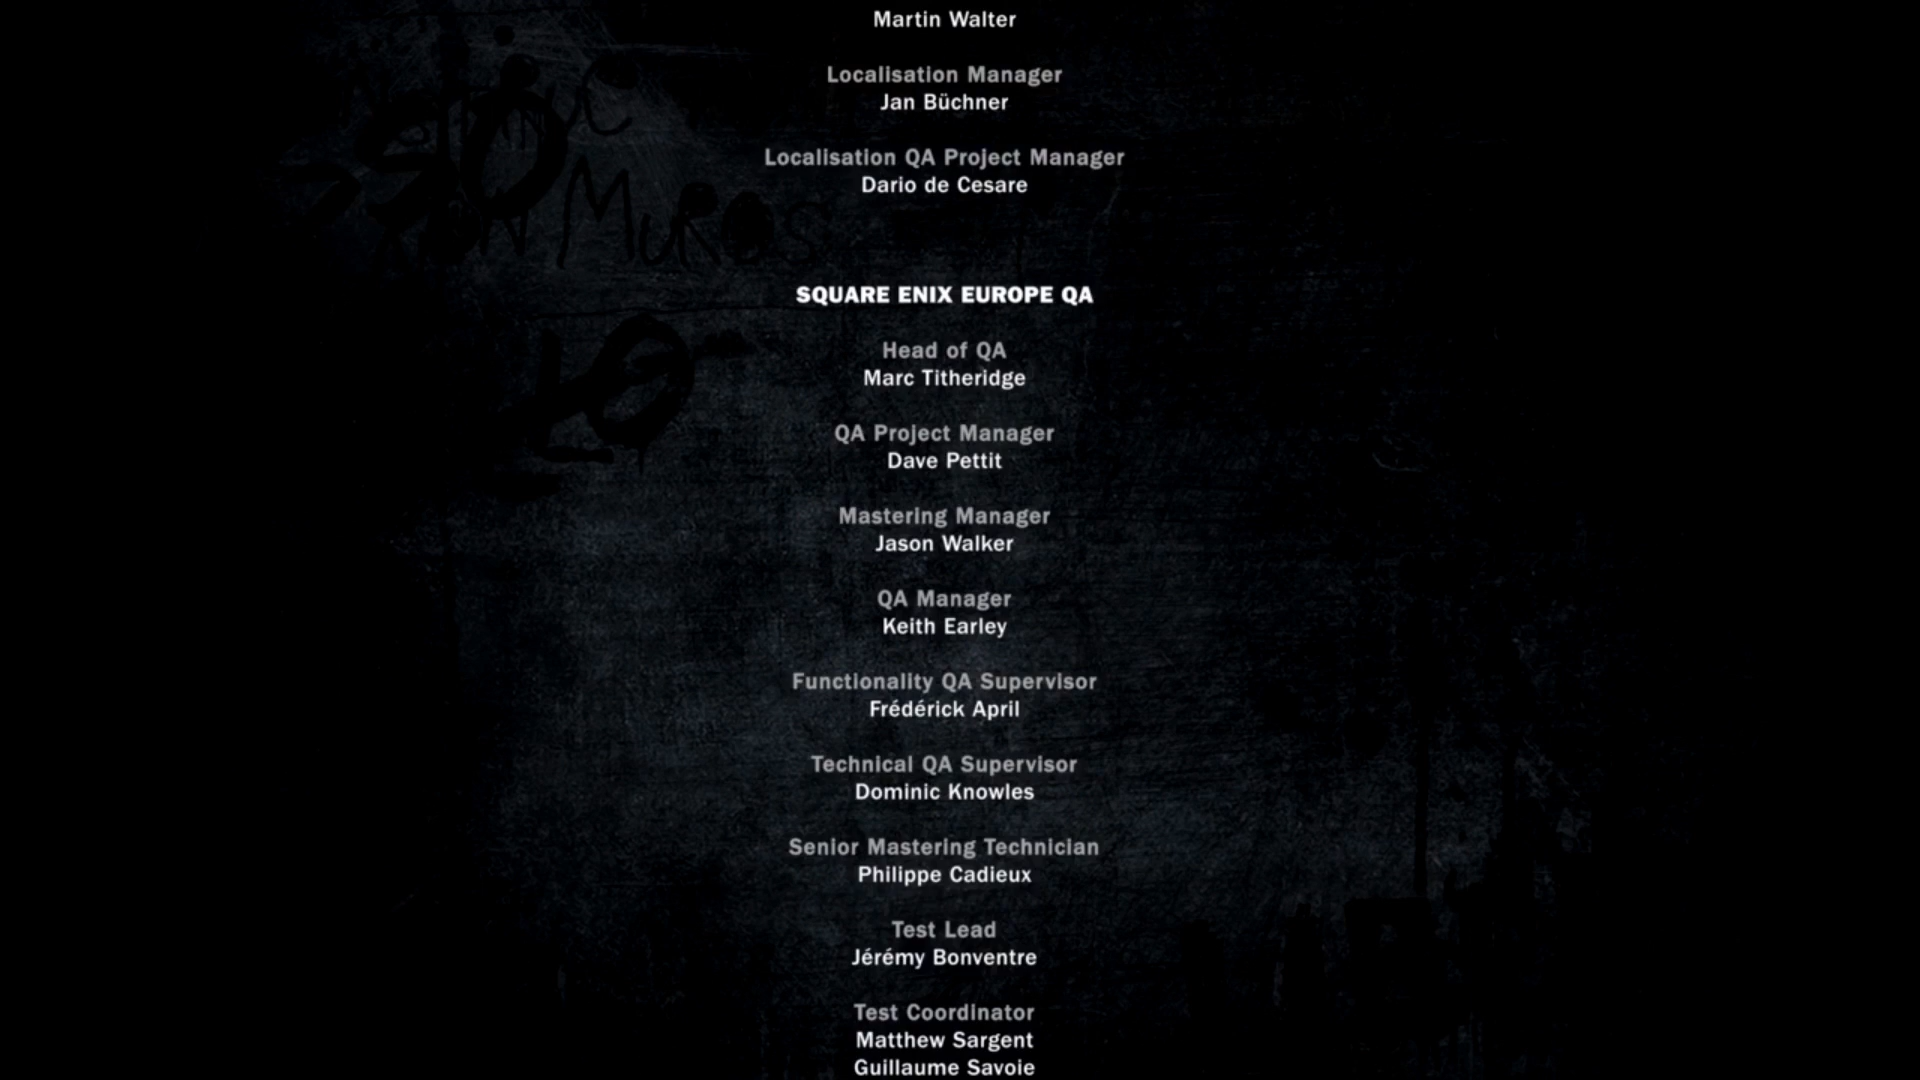 Martin Walter
Localisation Manager
Jan Büchner
Localisation QA Project Manager
Dario de Cesare
SQUARE ENIX EUROPE QA
Head of QA
Marc Titheridge
QA Project Manager
Dave Pettit
Mastering Manager
Jason Walker
QA Manager
Keith Earley
Functionality QA Supervisor
Frédérick April
Technical QA Supervisor
Dominic Knowles
Senior Mastering Technician
Philippe Cadieux
Test Lead
Jérémy Bonventre
Test Coordinator
Matthew Sargent
Guillaume Savoie